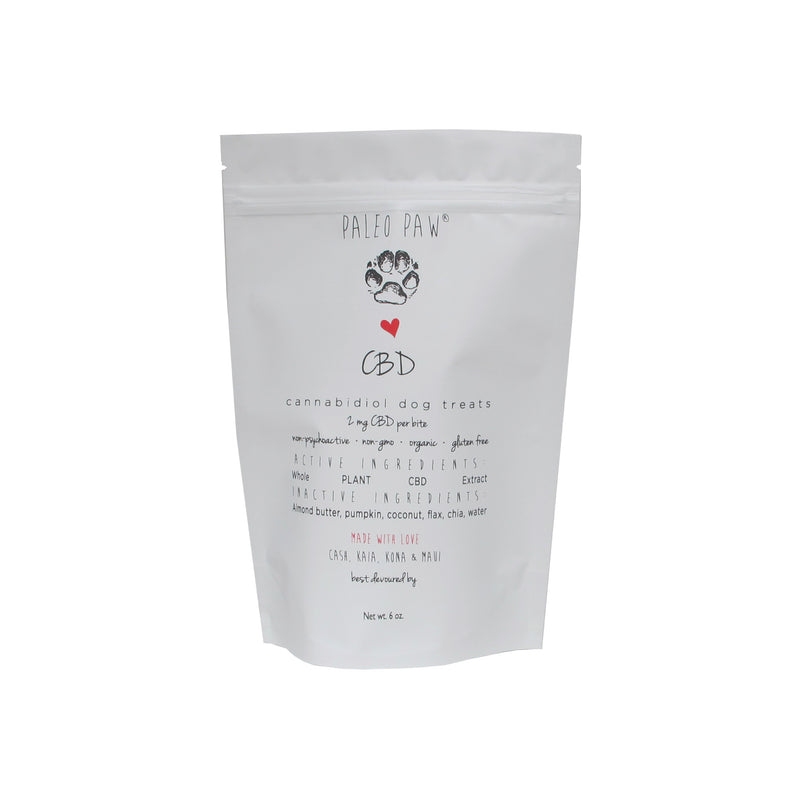 PALEO PAW®
CBD
cannabidiol dog treats
2 mg CBD per bite
non-psychoactive · non-gmo · organic · gluten free
ACTIVE INGREDIENTS:
Whole PLANT CBD Extract
INACTIVE INGREDIENTS:
Almond butter, pumpkin, coconut, flax, chia, water
MADE WITH LOVE
CASH, KAIA, KONA & MAUI
best devoured by
Net wt. 6 oz.